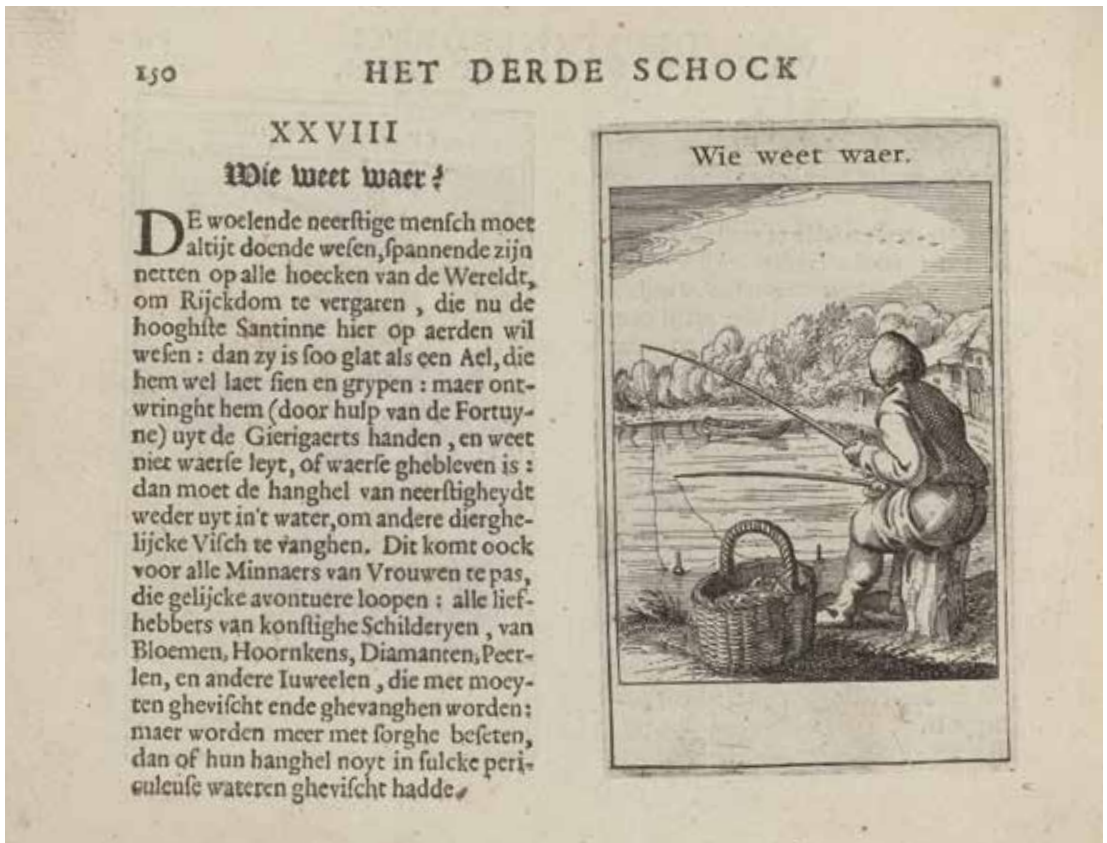 150 HET DERDE SCHOCK
XXVIII
Wie weet waer?
DE woelende neerſtige menſch moet
altijt doende weſen, ſpannende zijn
netten op alle hoecken van de Wereldt,
om Rijckdom te vergaren, die nu de
hooghſte Santinne hier op aerden wil
weſen: dan zy is ſoo glat als een Ael, die
hem wel laet ſien en grypen: maer ont-
wringht hem (door hulp van de Fortuy-
ne) uyt de Gierigaerts handen, en weet
niet waerſe leyt, of waerſe ghebleven is:
dan moet de hanghel van neerſtigheydt
weder uyt in't water, om andere dierghe-
lijcke Viſch te vanghen. Dit komt oock
voor alle Minnaers van Vrouwen te pas,
die gelijcke avontuere loopen: alle lief-
hebbers van konſtighe Schilderyen, van
Bloemen, Hoornkens, Diamanten, Peer-
len, en andere Iuweelen, die met moey-
ten gheviſcht ende ghevanghen worden:
maer worden meer met ſorghe beſeten,
dan of hun hanghel noyt in ſulcke peri-
culeuſe wateren gheviſcht hadde.
Wie weet waer.